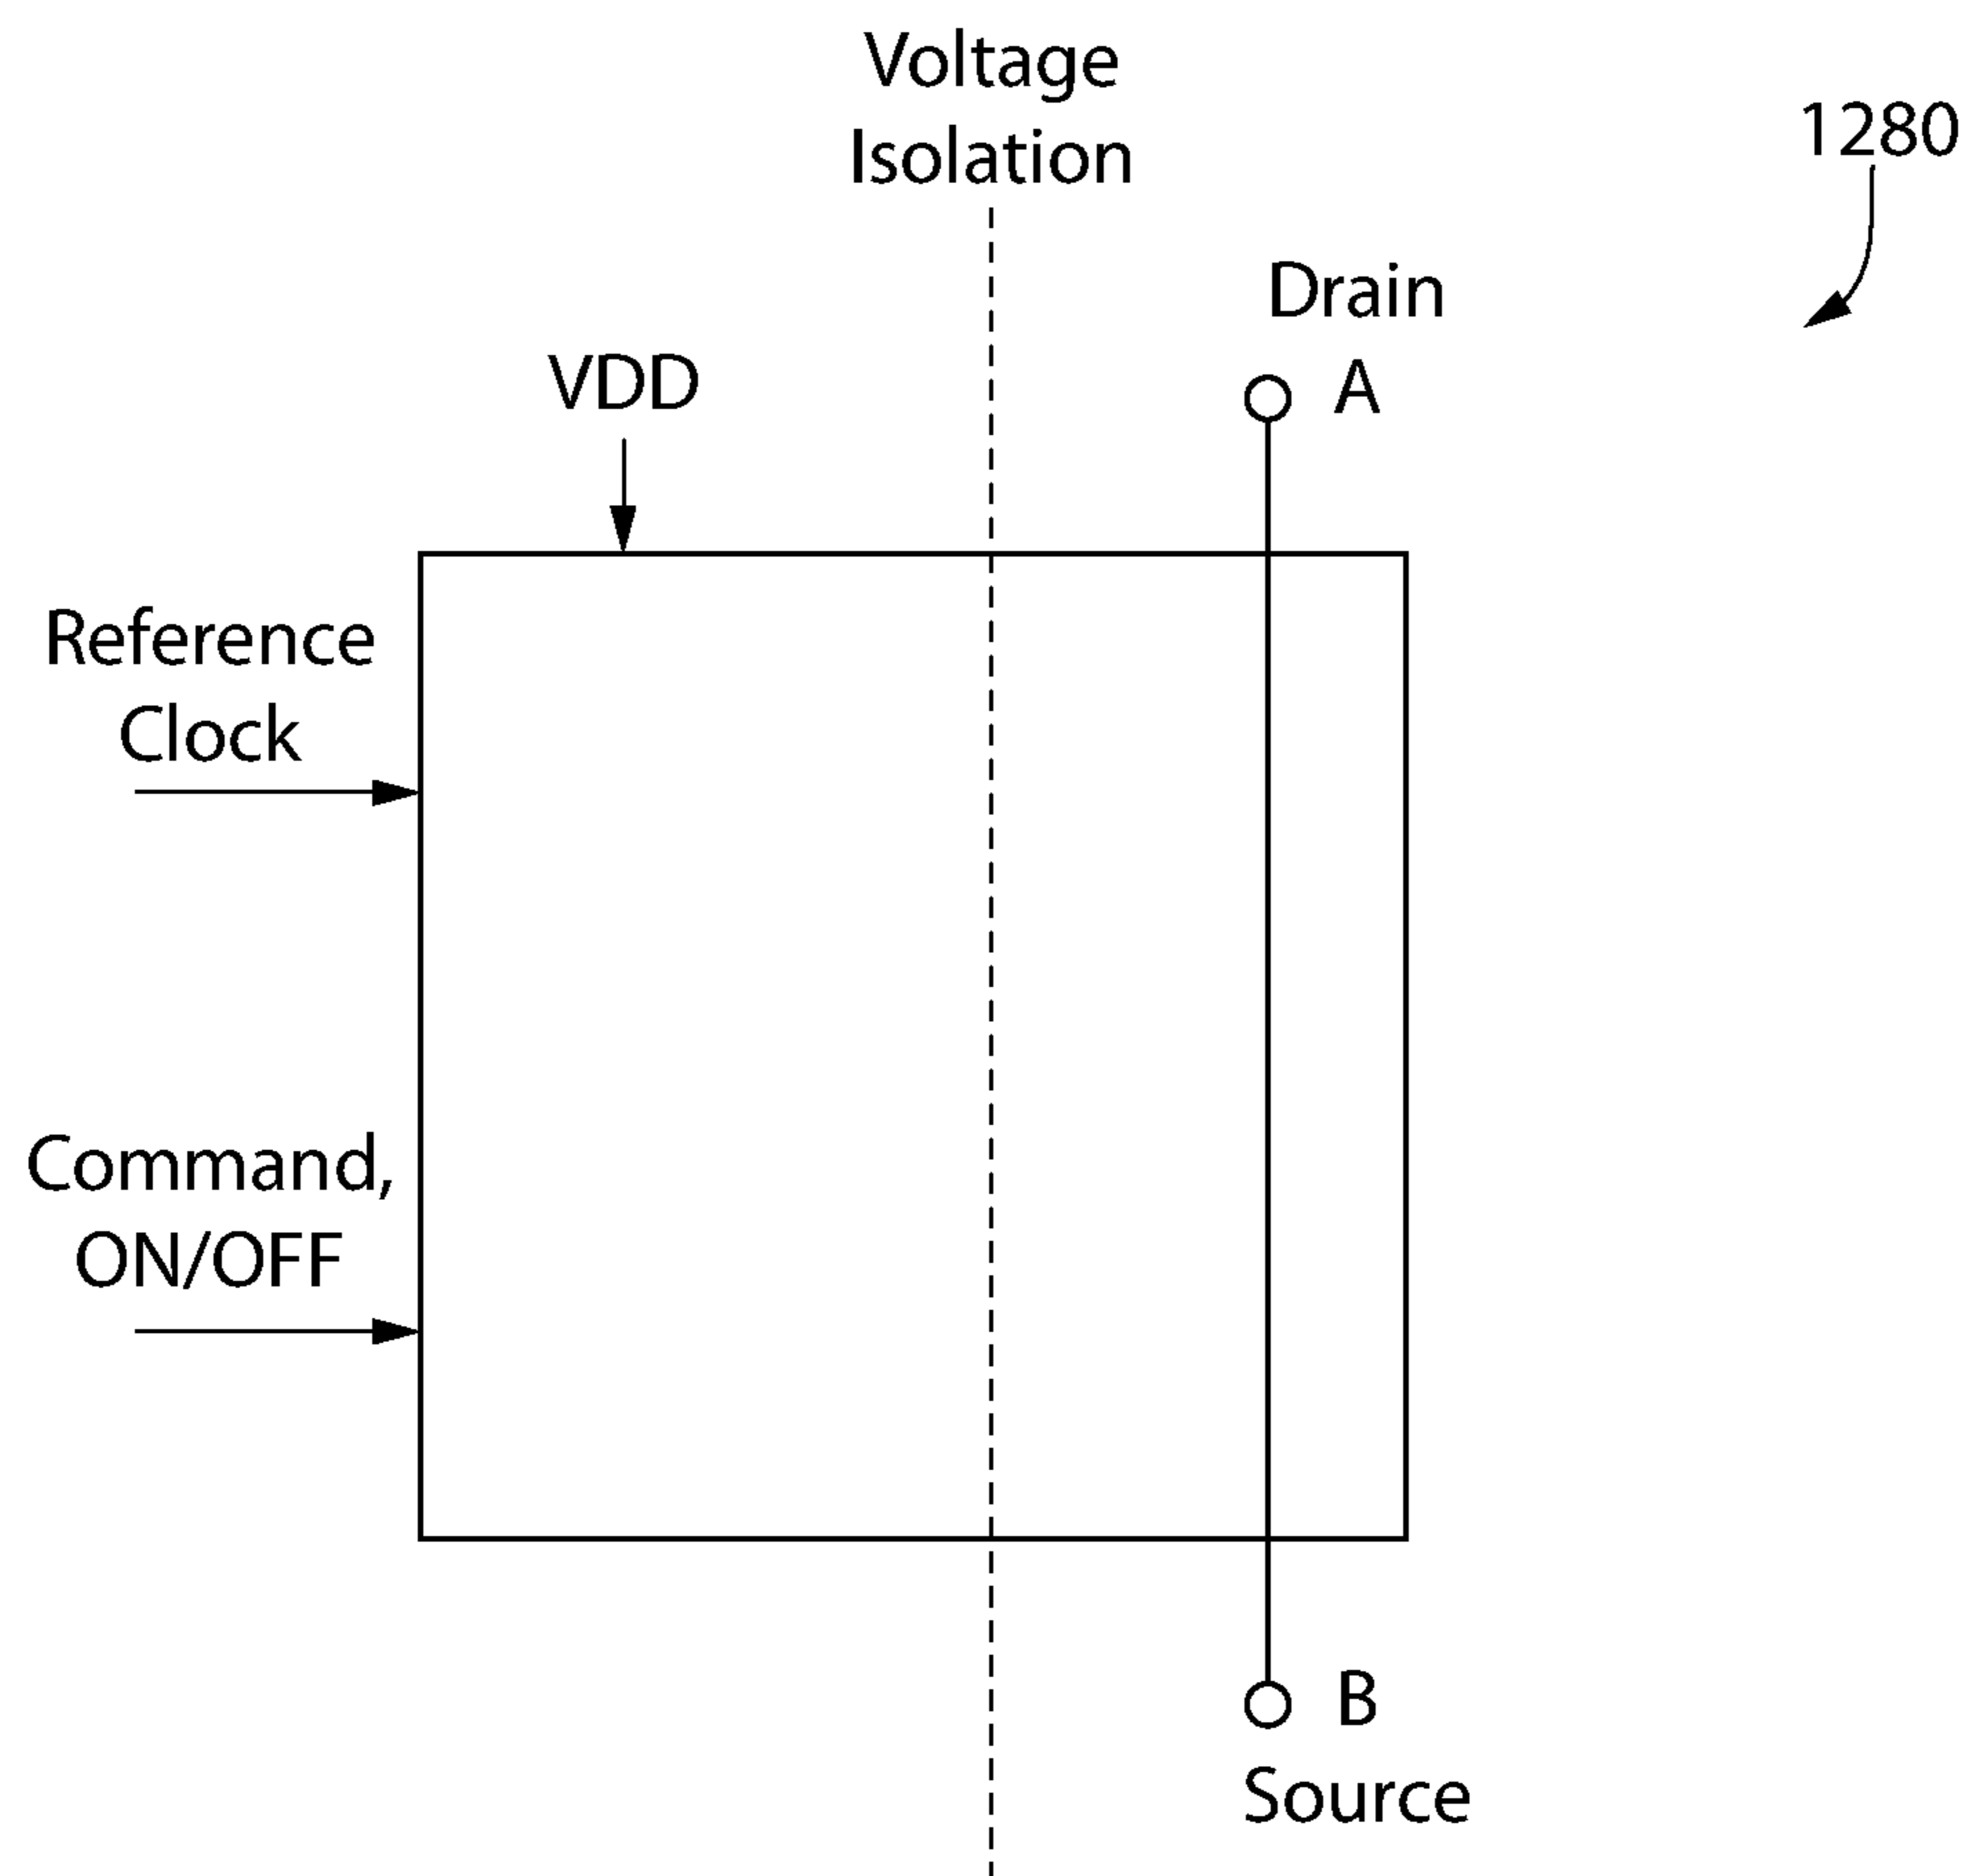 Voltage
Isolation
1280
Drain
A
VDD
Reference
Clock
Command,
ON/OFF
B
Source